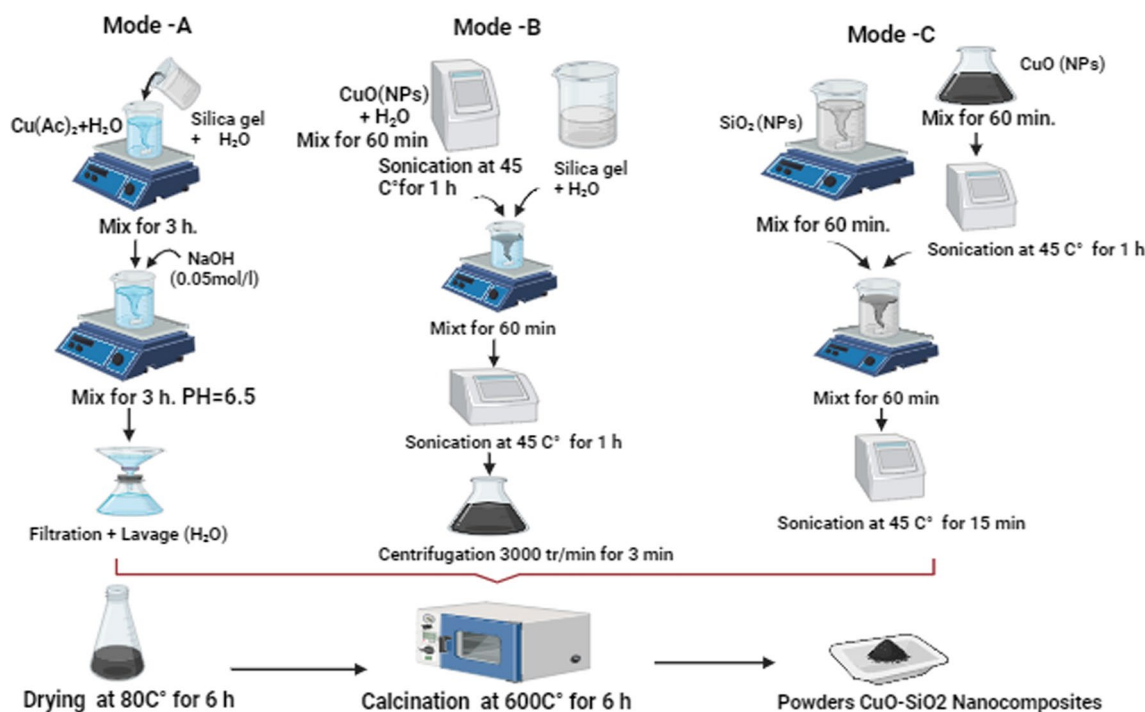 Mode -A
Cu(Ac)₂+H₂O
Silica gel
+ H₂O
Mix for 3 h.
NaOH
(0.05mol/l)
Mix for 3 h. PH=6.5
Filtration + Lavage (H₂O)
Mode -B
CuO(NPs)
+ H₂O
Mix for 60 min
Sonication at 45
C°for 1 h
Silica gel
+ H₂O
Mixt for 60 min
Sonication at 45 C° for 1 h
Centrifugation 3000 tr/min for 3 min
Mode -C
CuO (NPs)
SiO₂ (NPs)
Mix for 60 min.
Mix for 60 min.
Sonication at 45 C° for 1 h
Mixt for 60 min
Sonication at 45 C° for 15 min
Drying at 80C° for 6 h
Calcination at 600C° for 6 h
Powders CuO-SiO2 Nanocomposites